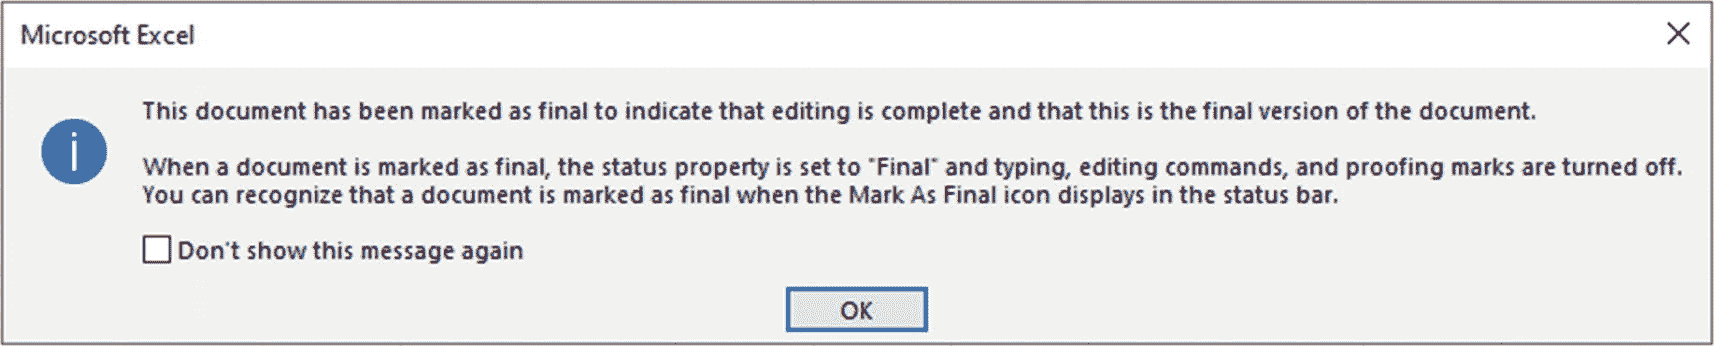 Microsoft Excel
This document has been marked as final to indicate that editing is complete and that this is the final version of the document.
When a document is marked as final, the status property is set to "Final" and typing, editing commands, and proofing marks are turned off.
You can recognize that a document is marked as final when the Mark As Final icon displays in the status bar.
Don't show this message again
OK